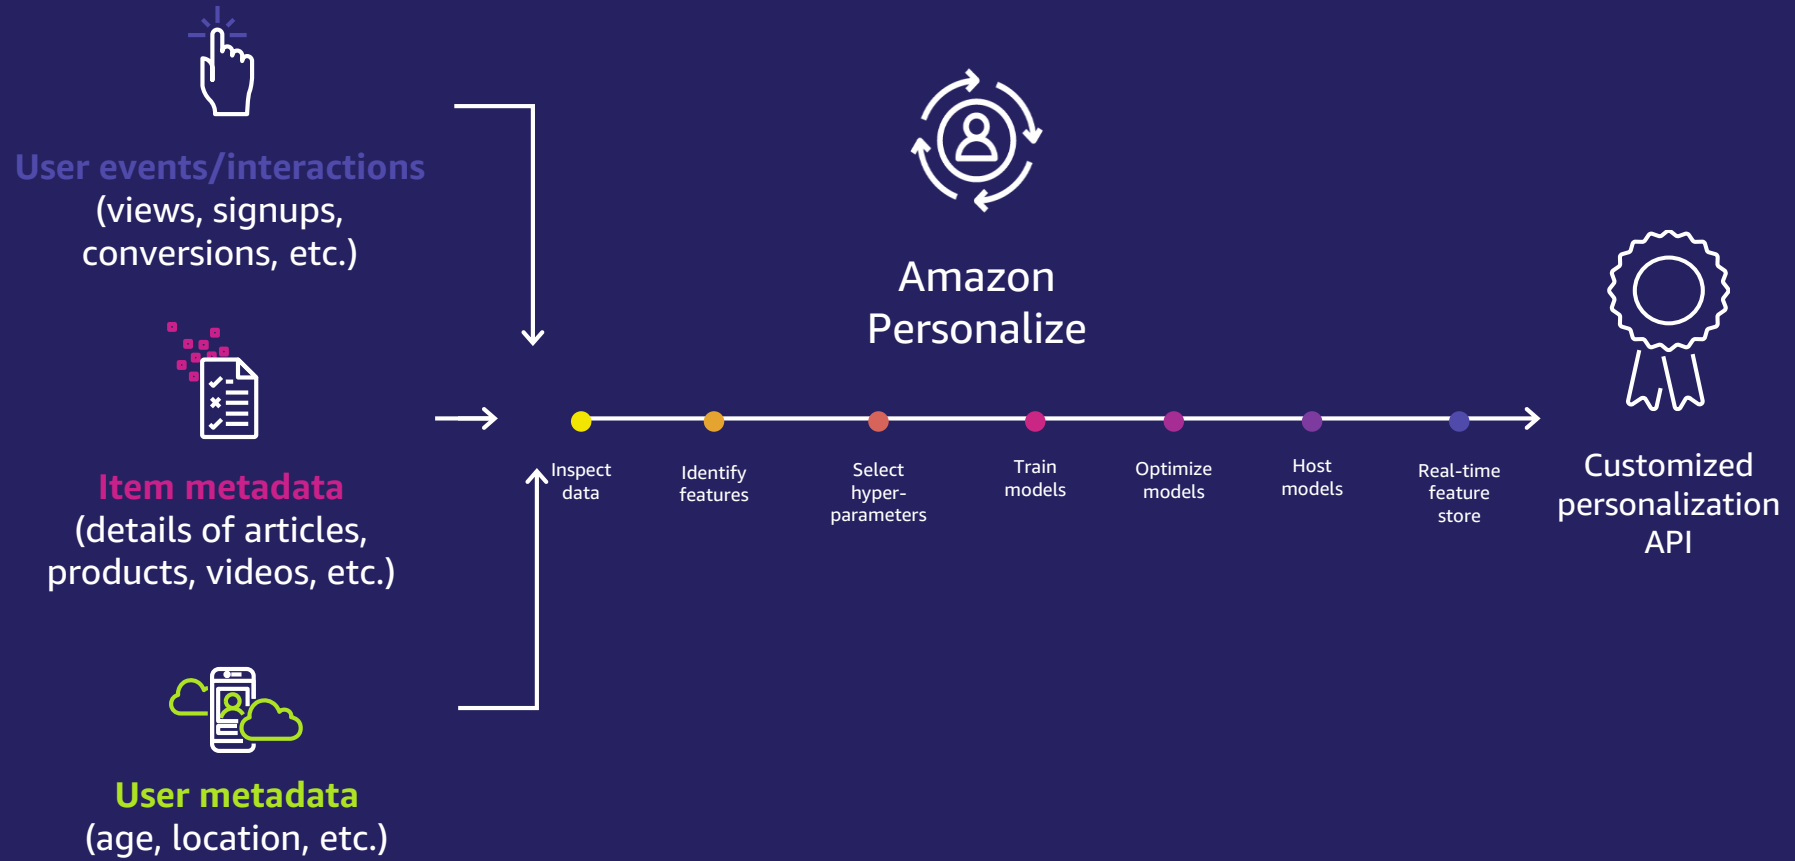 User events/interactions
(views, signups,
conversions, etc.)
Item metadata
(details of articles,
products, videos, etc.)
User metadata
(age, location, etc.)
Amazon
Personalize
Inspect
data
Identify
features
Select
hyper-
parameters
Train
models
Optimize
models
Host
models
Real-time
feature
store
Customized
personalization
API